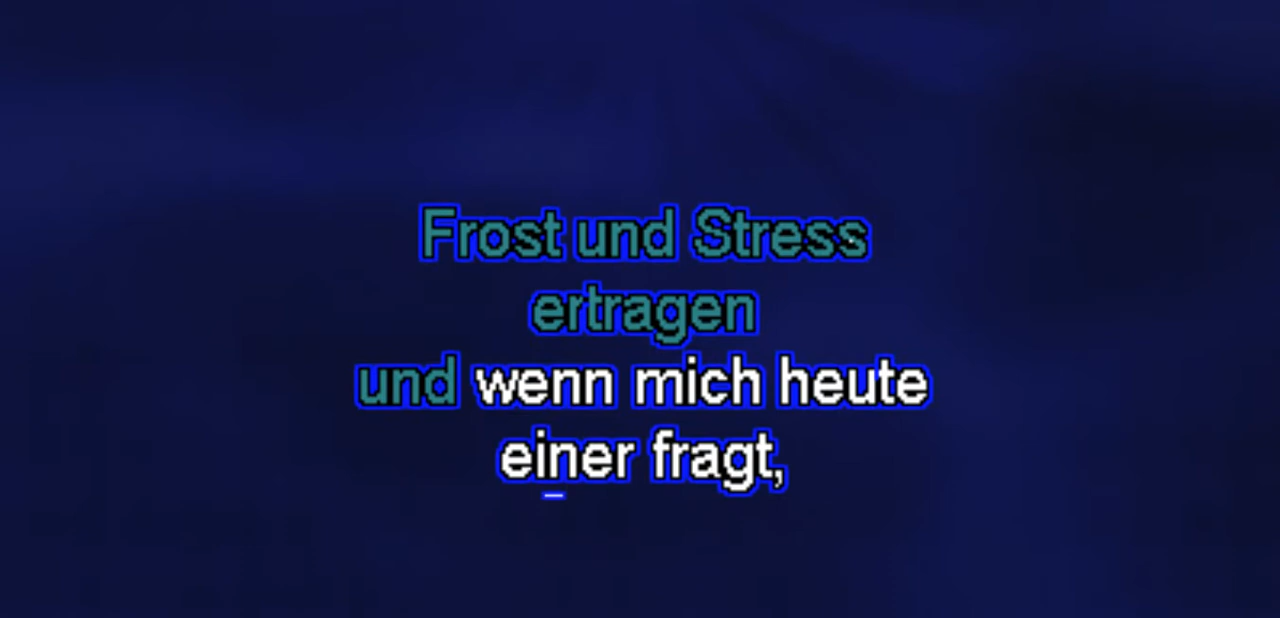 Frost und Stress
ertragen
und wenn mich heute
einer fragt,